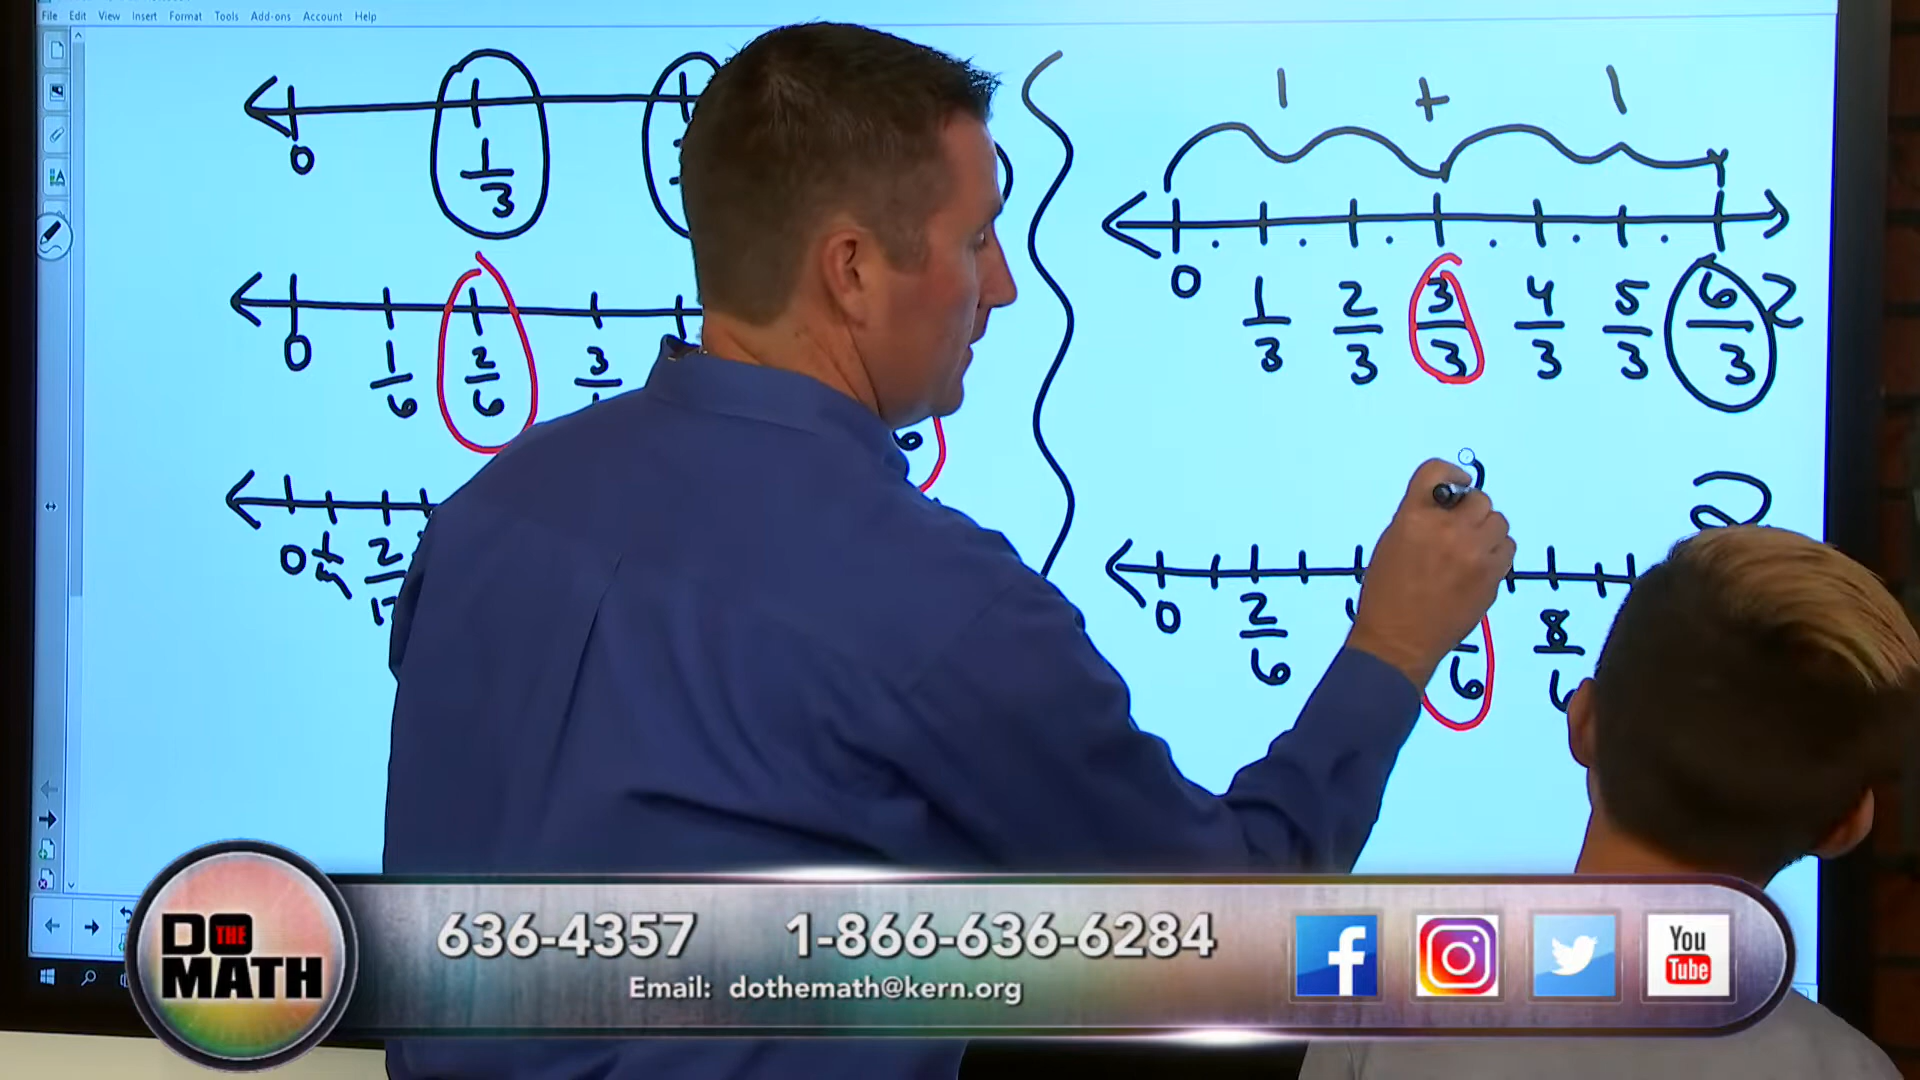 File Edit View Insert Format Tools Add-ons Account Help
0 1/3
0 1/6 2/6
0
1 + 1
0 1/3 2/3 3/3 4/3 5/3 6/3 2
2
0 2/6 6 8/6
DO THE MATH
636-4357 1-866-636-6284
Email: dothemath@kern.org
You Tube